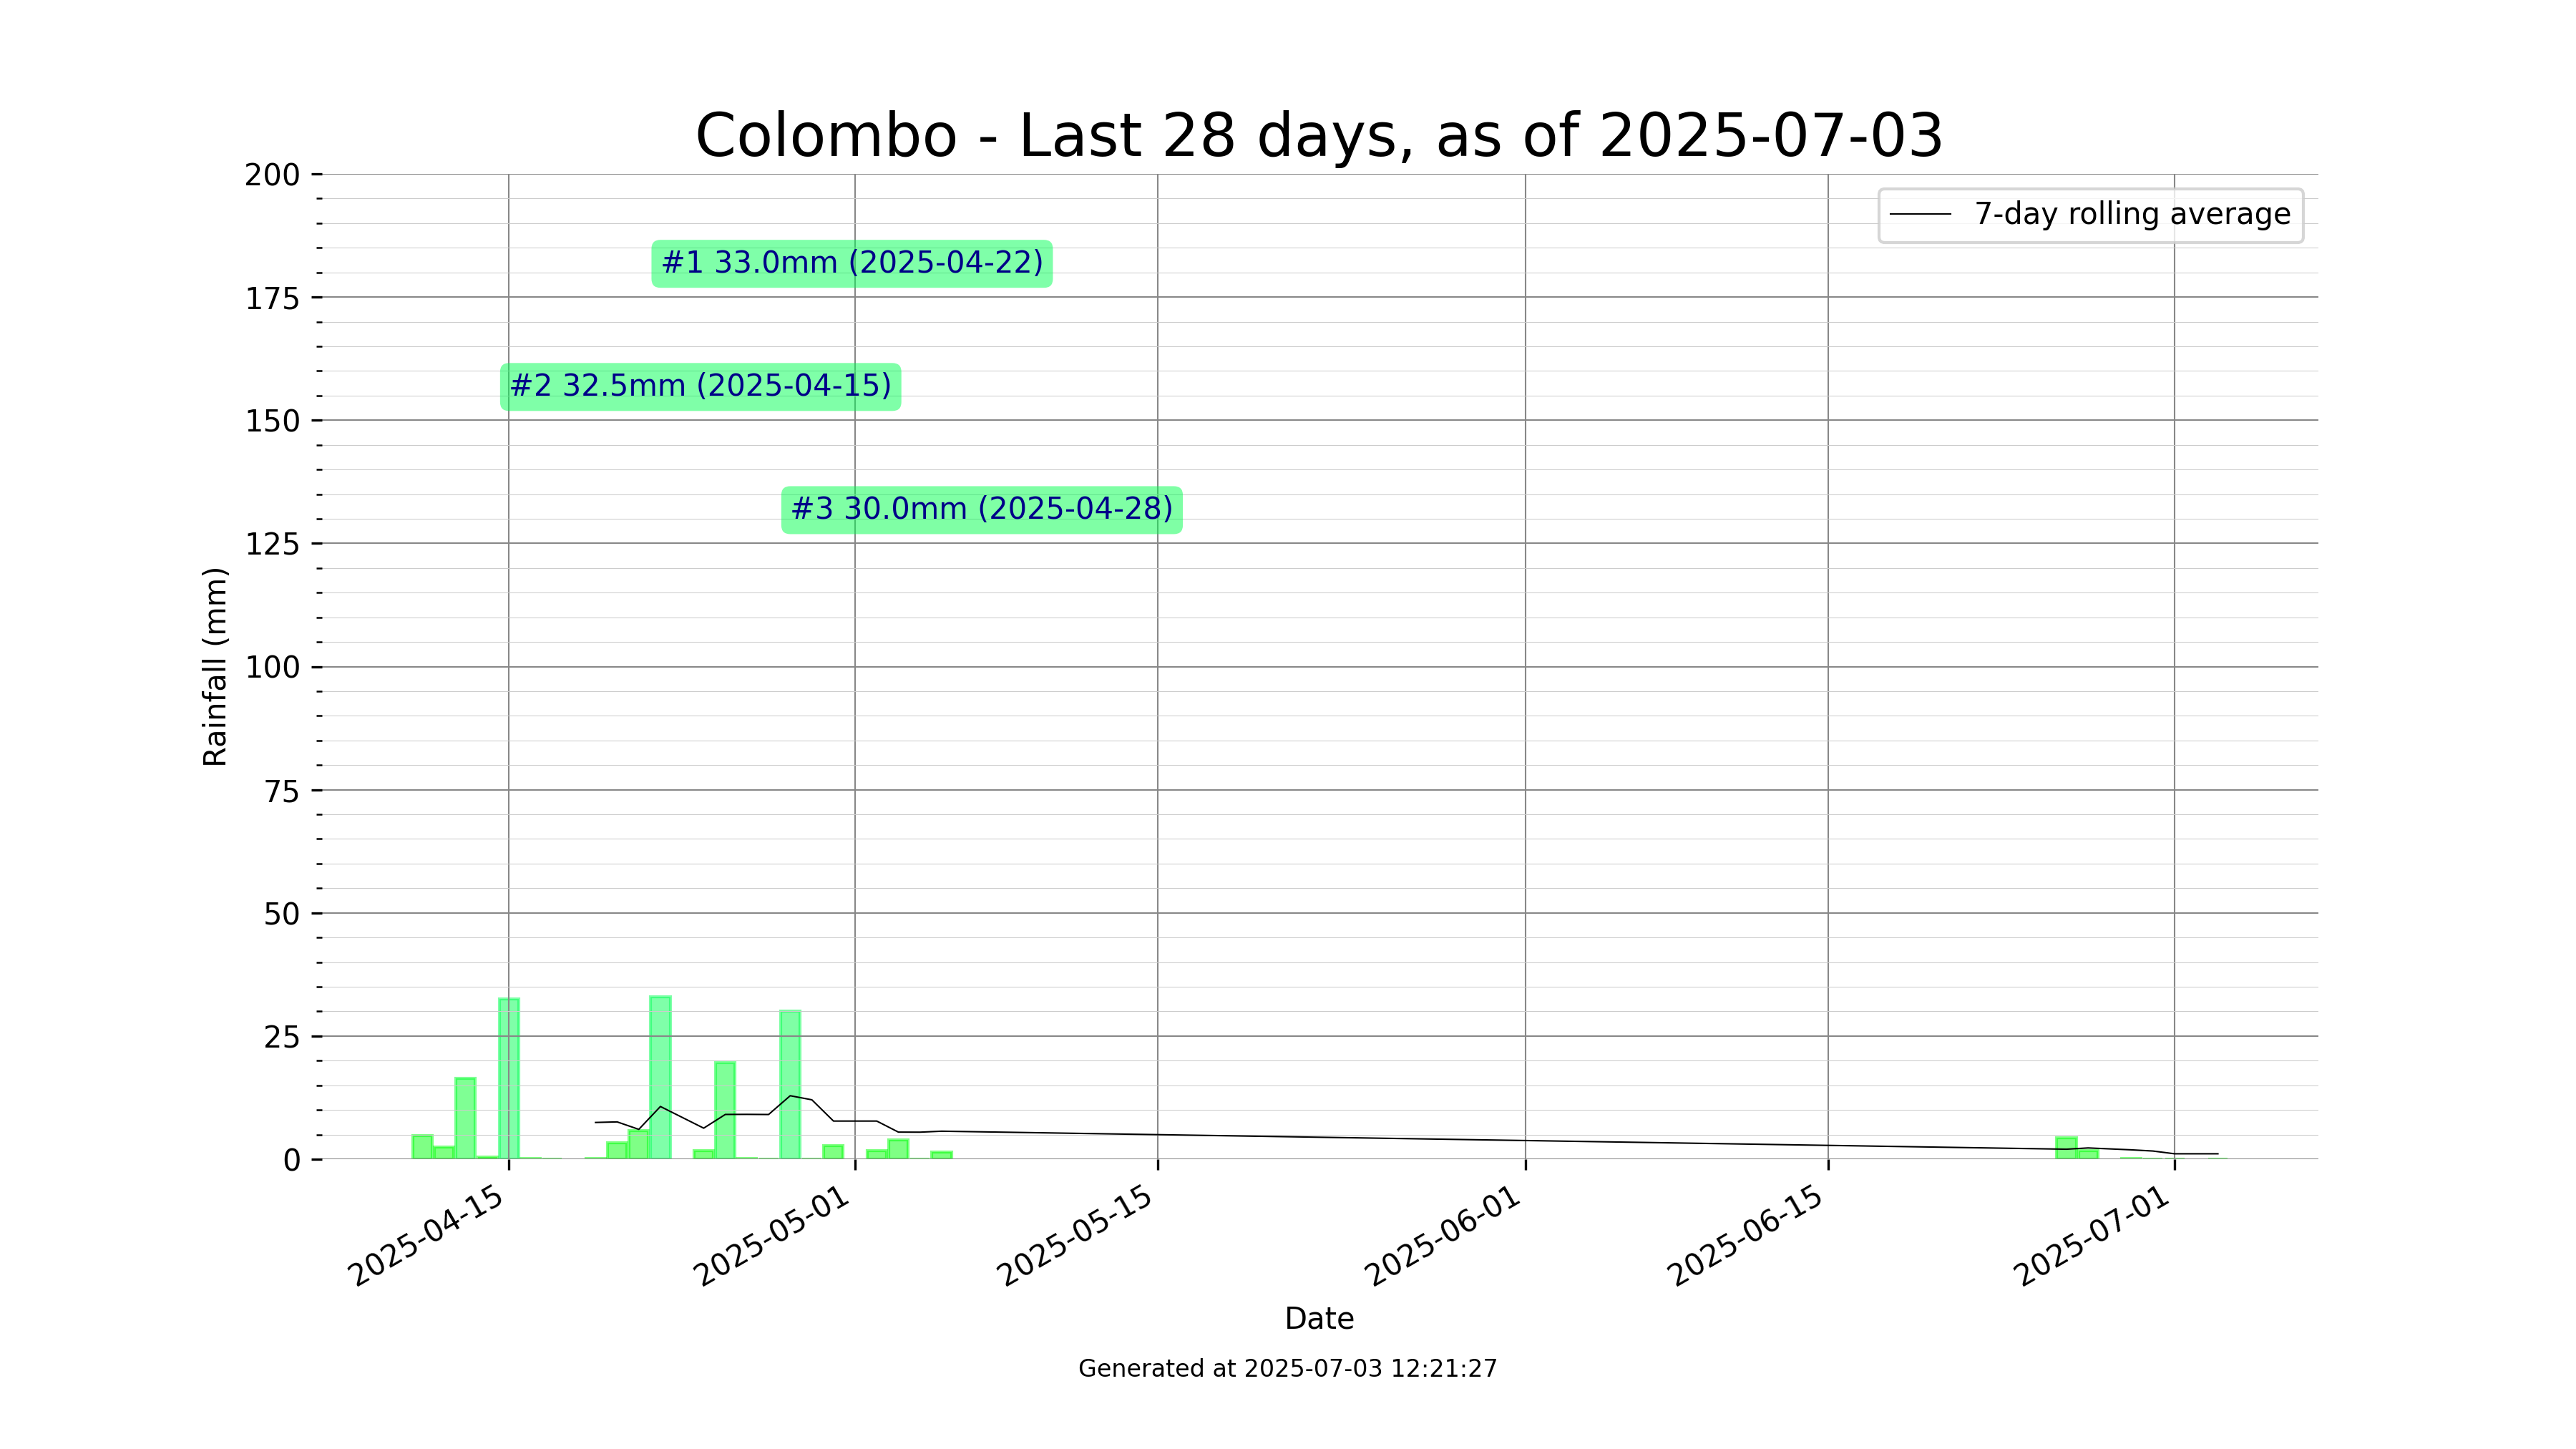 Colombo - Last 28 days, as of 2025-07-03
200
175
150
125
100
75
50
25
0
Rainfall (mm)
7-day rolling average
#1 33.0mm (2025-04-22)
#2 32.5mm (2025-04-15)
#3 30.0mm (2025-04-28)
2025-04-15
2025-05-01
2025-05-15
2025-06-01
2025-06-15
2025-07-01
Date
Generated at 2025-07-03 12:21:27